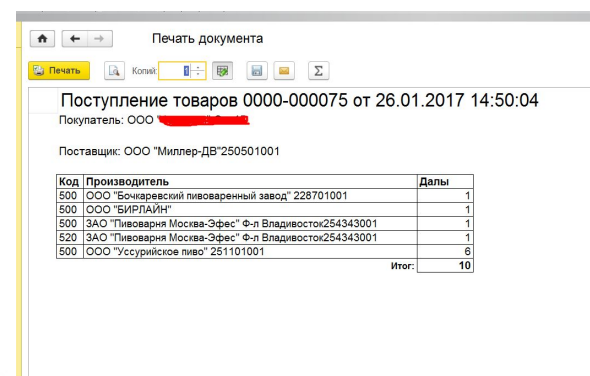 Печать документа
Печать Копий: 1
Поступление товаров 0000-000075 от 26.01.2017 14:50:04
Покупатель: ООО "
Поставщик: ООО "Миллер-ДВ"250501001
Код Производитель Далы
500 ООО "Бочкаревский пивоваренный завод" 228701001 1
500 ООО "БИРЛАЙН" 1
500 ЗАО "Пивоварня Москва-Эфес" Ф-л Владивосток254343001 1
520 ЗАО "Пивоварня Москва-Эфес" Ф-л Владивосток254343001 1
500 ООО "Уссурийское пиво" 251101001 6
Итог: 10